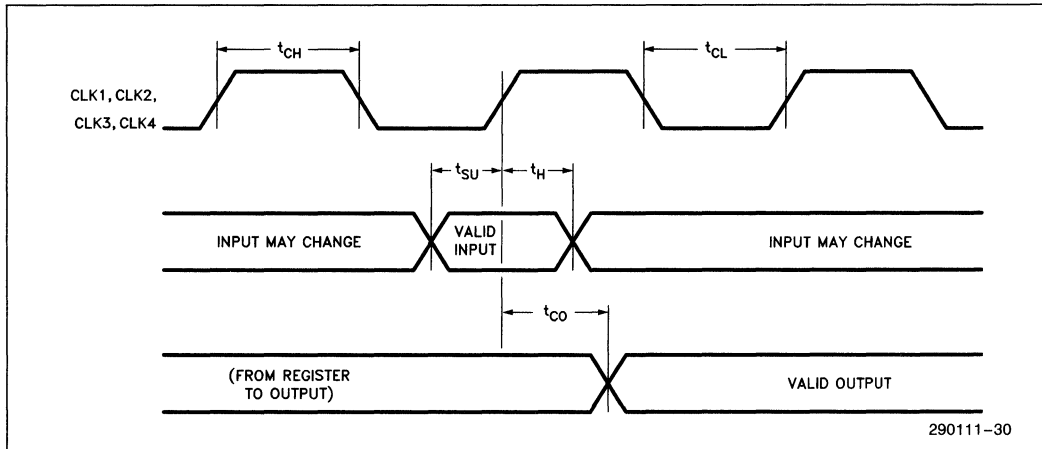 tCH
tCL
CLK1, CLK2,
CLK3, CLK4
tSU
tH
INPUT MAY CHANGE
VALID
INPUT
INPUT MAY CHANGE
tCO
(FROM REGISTER
TO OUTPUT)
VALID OUTPUT
290111-30